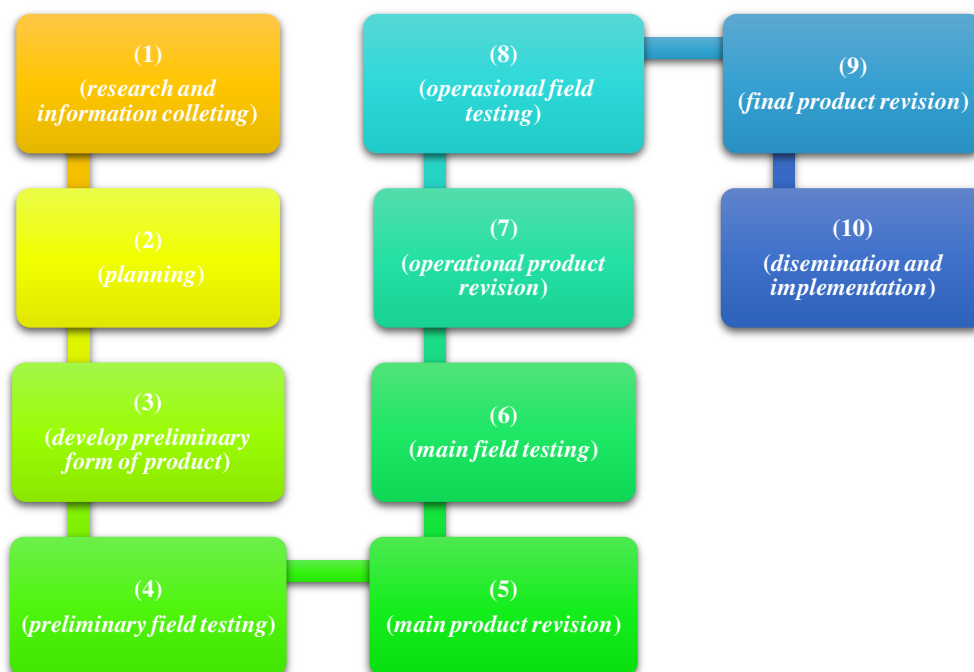 (1)
(research and
information colleting)
(2)
(planning)
(3)
(develop preliminary
form of product)
(4)
(preliminary field testing)
(5)
(main product revision)
(6)
(main field testing)
(7)
(operational product
revision)
(8)
(operasional field
testing)
(9)
(final product revision)
(10)
(disemination and
implementation)